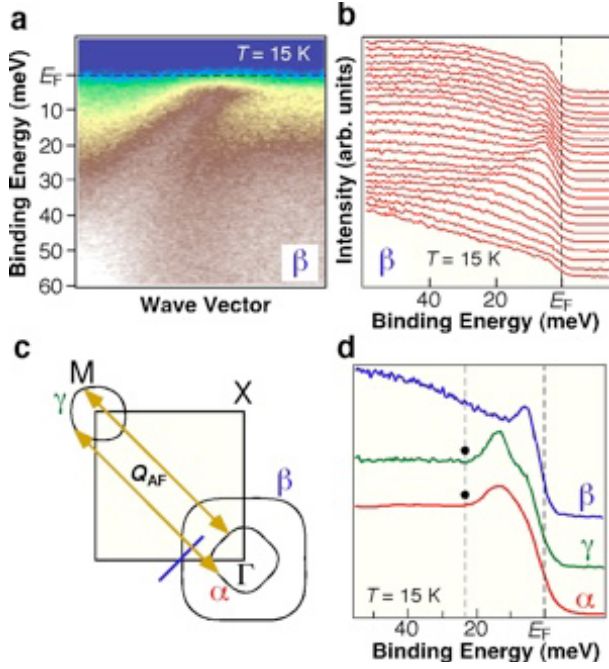 a
T = 15 K
E_F
10
20
30
40
50
60
Binding Energy (meV)
β
Wave Vector
b
Intensity (arb. units)
β
T = 15 K
40
20
E_F
Binding Energy (meV)
c
M
X
γ
Q_AF
β
Γ
α
d
β
γ
α
T = 15 K
40
20
E_F
Binding Energy (meV)